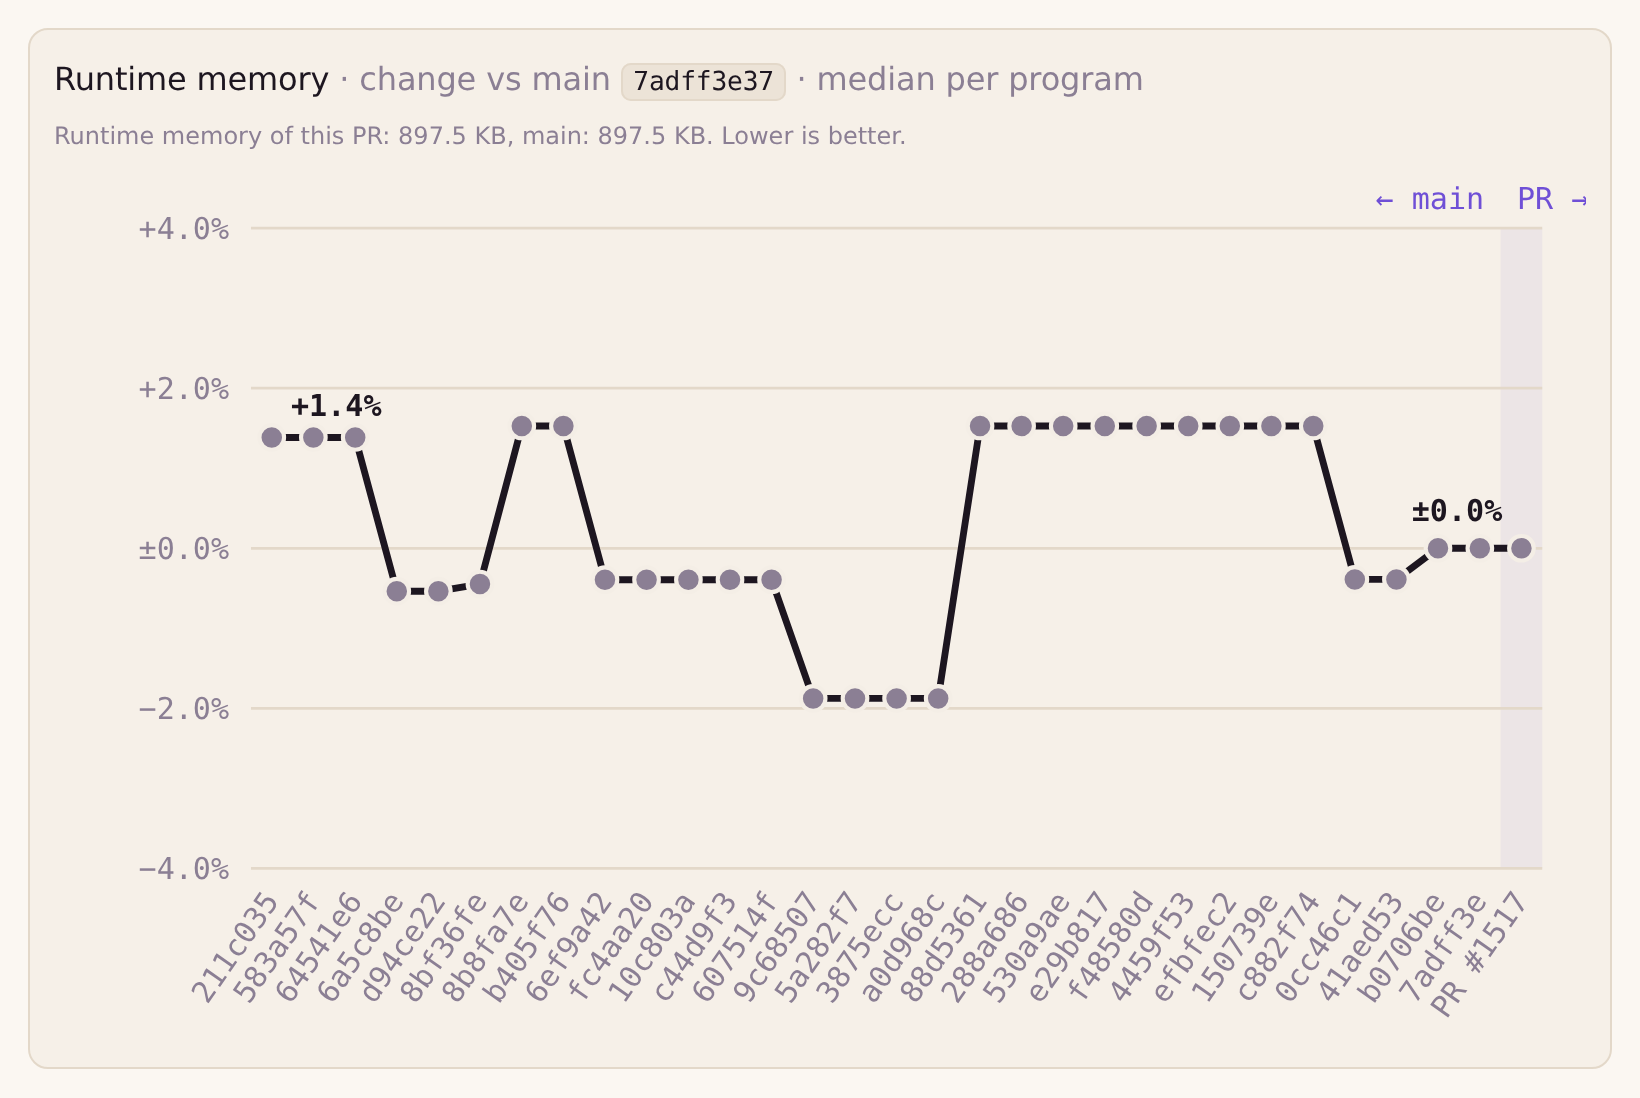 Runtime memory · change vs main 7adff3e37 · median per program
Runtime memory of this PR: 897.5 KB, main: 897.5 KB. Lower is better.
← main PR →
+4.0%
+2.0%
+1.4%
±0.0%
±0.0%
−2.0%
−4.0%
211c035
583a57f
64541e6
6a5c8be
d94ce22
8bf36fe
8b8fa7e
b405f76
6ef9a42
fc4aa20
10c803a
c44d9f3
607514f
9c68507
5a282f7
3875ecc
a0d968c
88d5361
288a686
530a9ae
e29b817
f48580d
4459f53
efbfec2
150739e
c882f74
0cc46c1
41aed53
b0706be
7adff3e
PR #1517